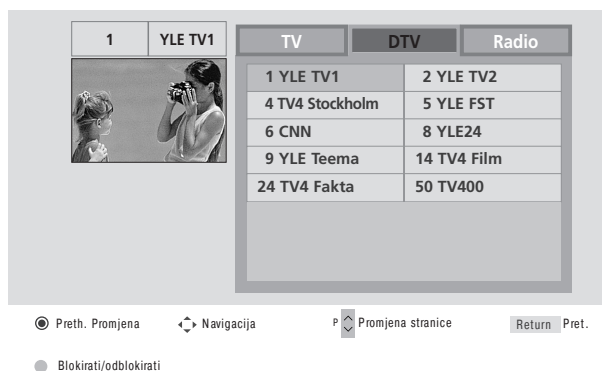 1 YLE TV1
TV DTV Radio
1 YLE TV1 2 YLE TV2
4 TV4 Stockholm 5 YLE FST
6 CNN 8 YLE24
9 YLE Teema 14 TV4 Film
24 TV4 Fakta 50 TV400
Preth. Promjena Navigacija P Promjena stranice Return Pret.
Blokirati/odblokirati